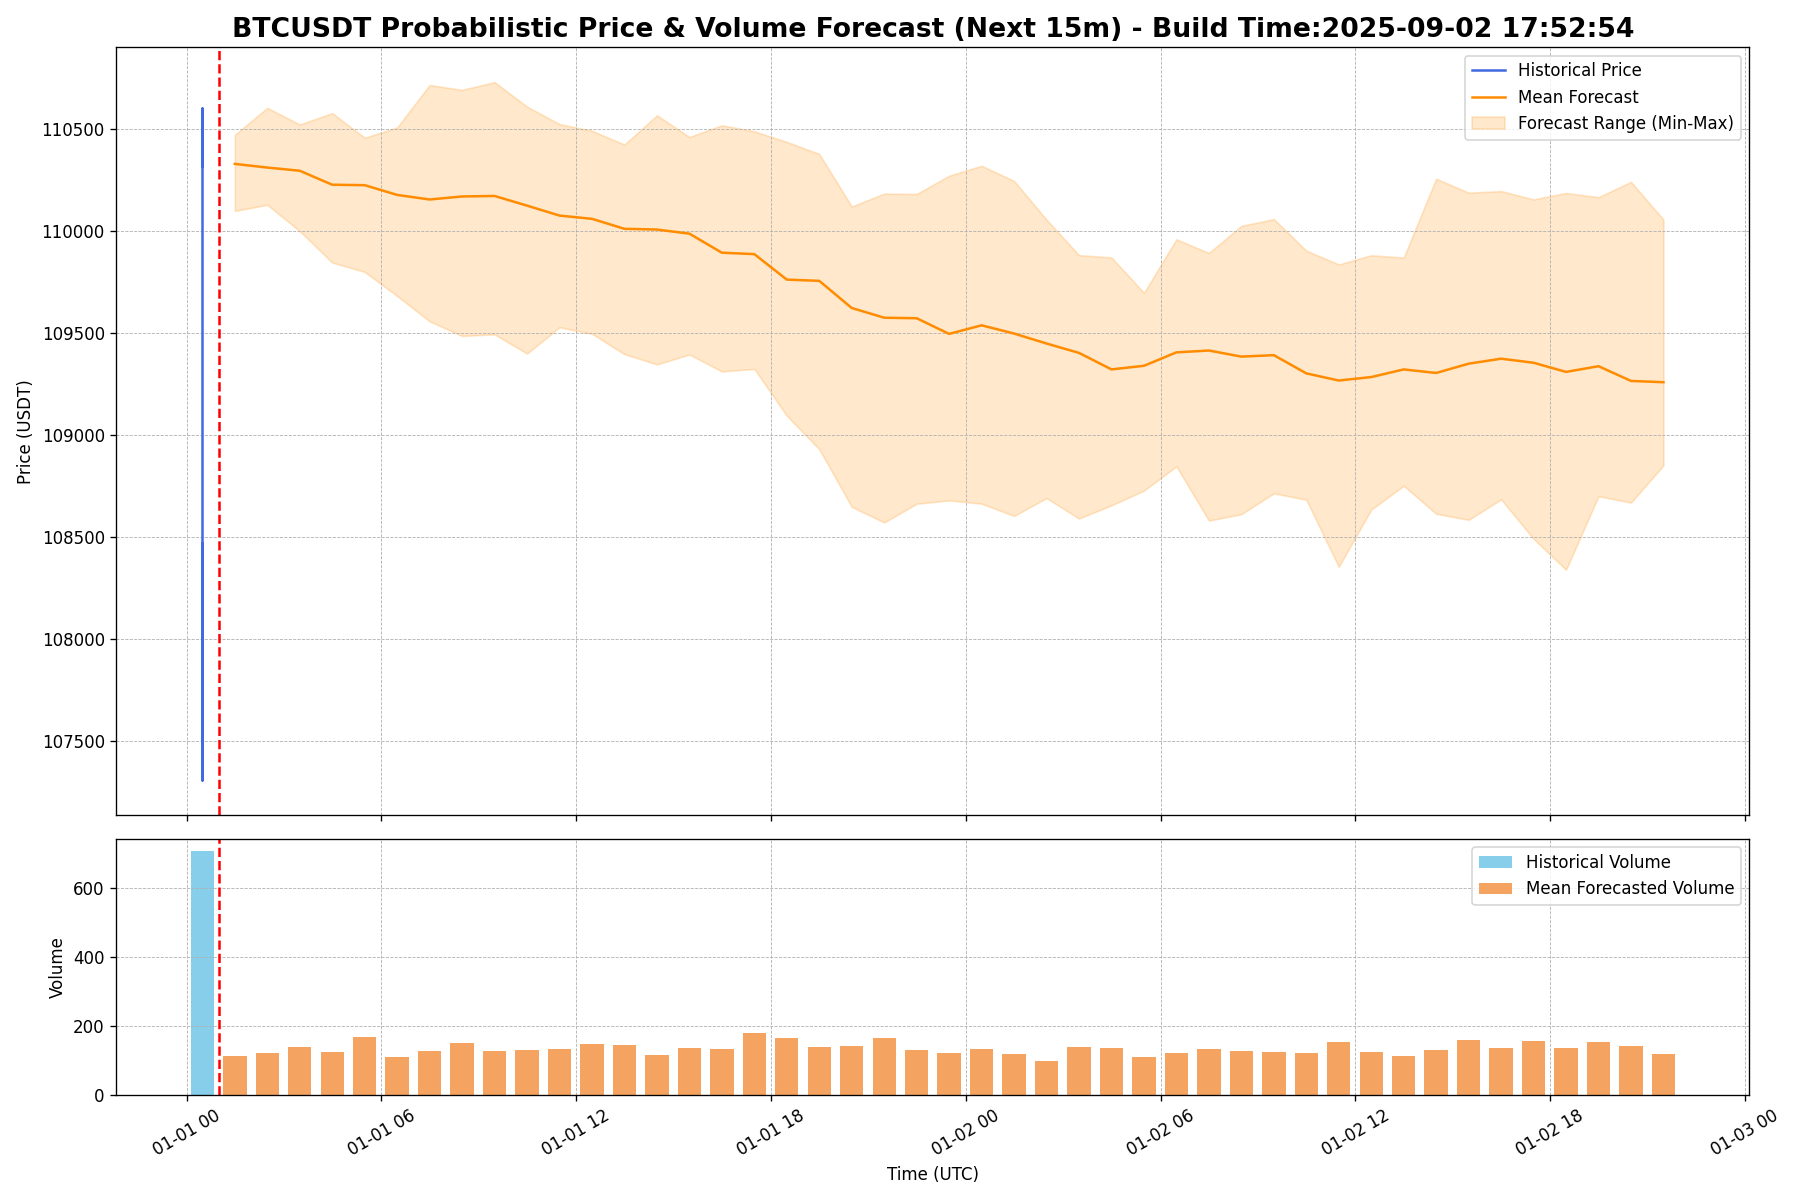 BTCUSDT Probabilistic Price & Volume Forecast (Next 15m) - Build Time:2025-09-02 17:52:54
Historical Price
Mean Forecast
Forecast Range (Min-Max)
110500
110000
109500
109000
108500
108000
107500
Price (USDT)
Historical Volume
Mean Forecasted Volume
600
400
200
0
Volume
01-01 00
01-01 06
01-01 12
01-01 18
01-02 00
01-02 06
01-02 12
01-02 18
01-03 00
Time (UTC)